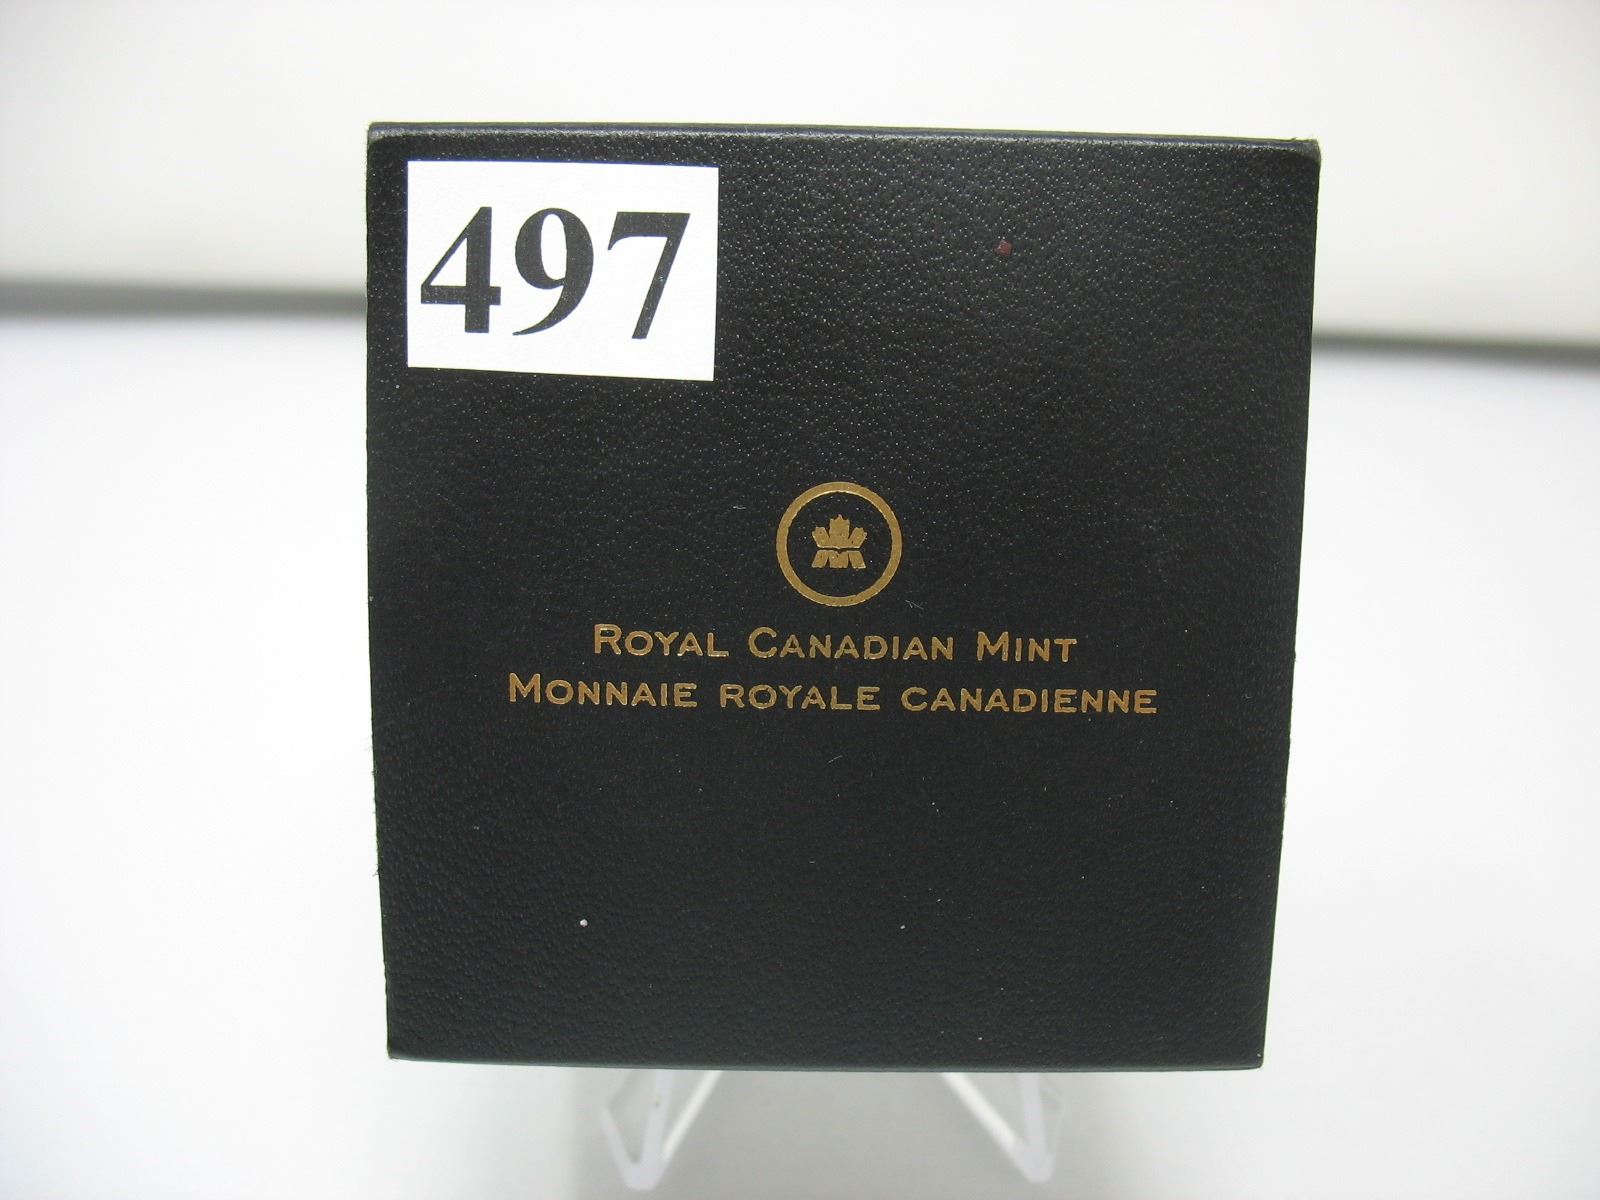 497
Royal Canadian Mint
Monnaie royale canadienne